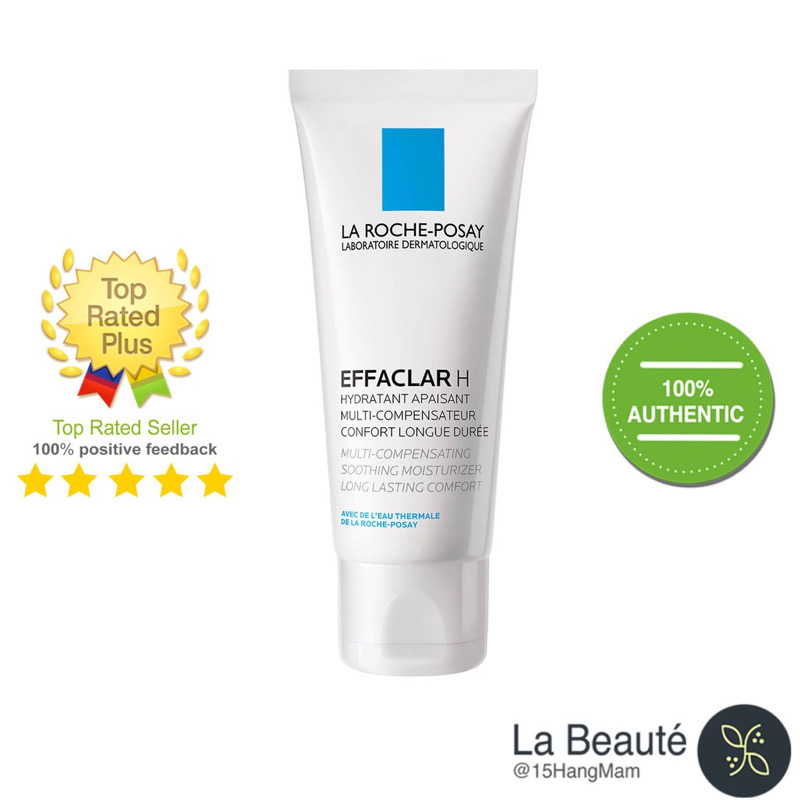 LA ROCHE-POSAY
LABORATOIRE DERMATOLOGIQUE
EFFACLAR H
HYDRATANT APAISANT
MULTI-COMPENSATEUR
CONFORT LONGUE DURÉE
MULTI-COMPENSATING
SOOTHING MOISTURIZER
LONG LASTING COMFORT
AVEC DE L'EAU THERMALE
DE LA ROCHE-POSAY
Top
Rated
Plus
Top Rated Seller
100% positive feedback
100%
AUTHENTIC
La Beauté
@15HangMam